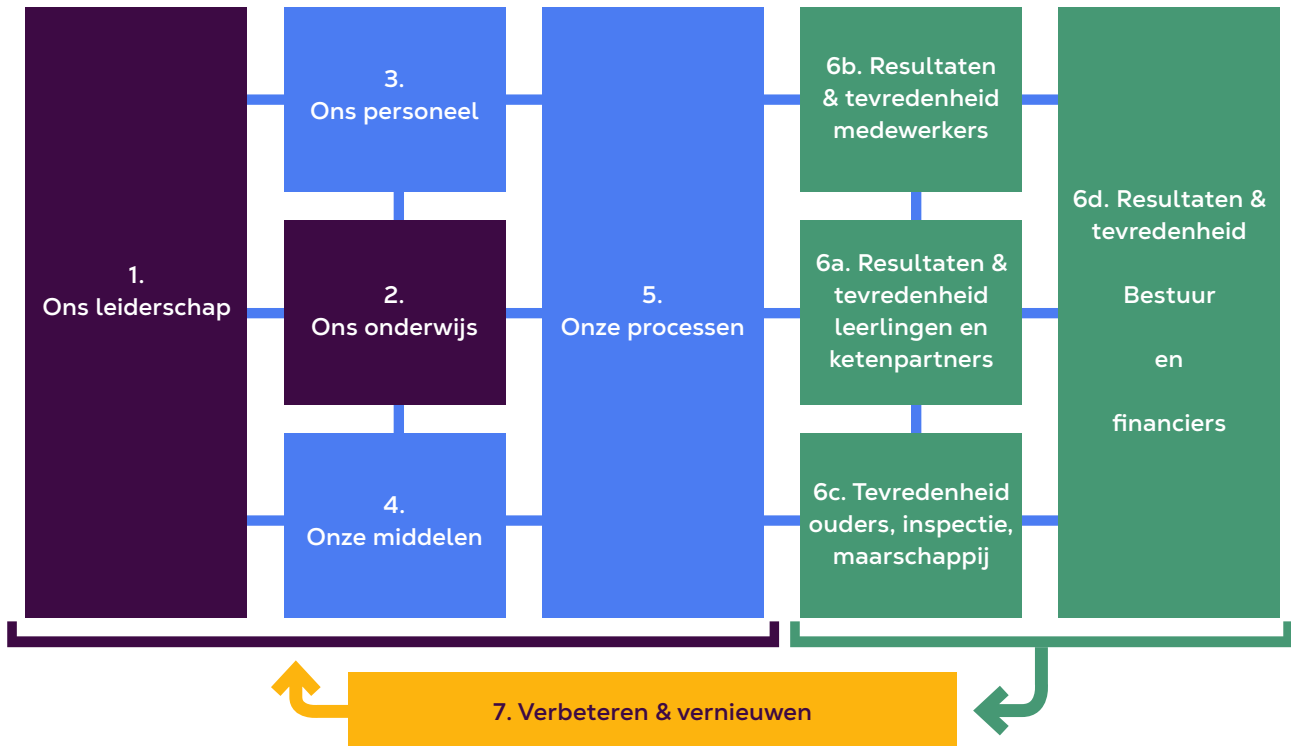 1.
Ons leiderschap
3.
Ons personeel
2.
Ons onderwijs
4.
Onze middelen
5.
Onze processen
6b. Resultaten
& tevredenheid
medewerkers
6a. Resultaten &
tevredenheid
leerlingen en
ketenpartners
6c. Tevredenheid
ouders, inspectie,
maarschappij
6d. Resultaten &
tevredenheid
Bestuur
en
financiers
7. Verbeteren & vernieuwen